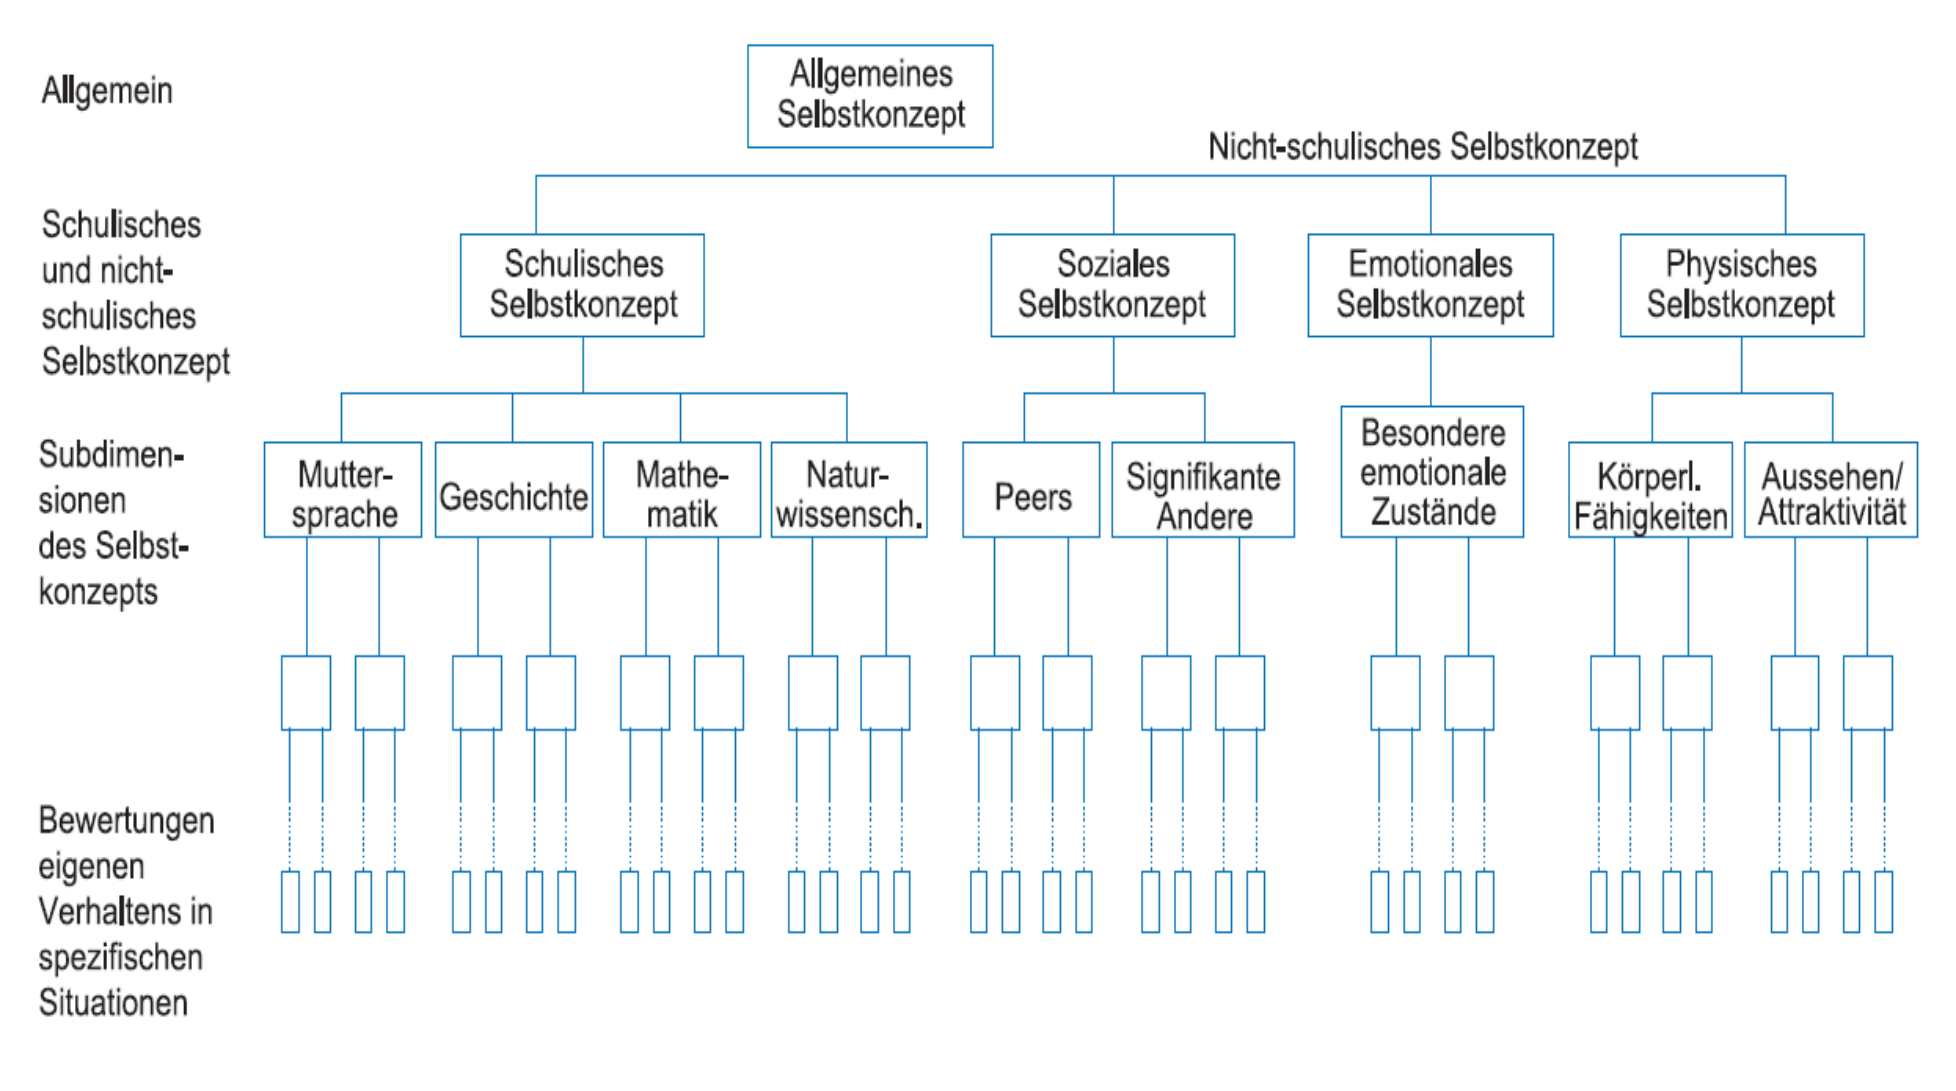 Allgemein
Allgemeines
Selbstkonzept
Nicht-schulisches Selbstkonzept
Schulisches
und nicht-
schulisches
Selbstkonzept
Schulisches
Selbstkonzept
Soziales
Selbstkonzept
Emotionales
Selbstkonzept
Physisches
Selbstkonzept
Subdimen-
sionen
des Selbst-
konzepts
Mutter-
sprache
Geschichte
Mathe-
matik
Natur-
wissensch.
Peers
Signifikante
Andere
Besondere
emotionale
Zustände
Körperl.
Fähigkeiten
Aussehen/
Attraktivität
Bewertungen
eigenen
Verhaltens in
spezifischen
Situationen